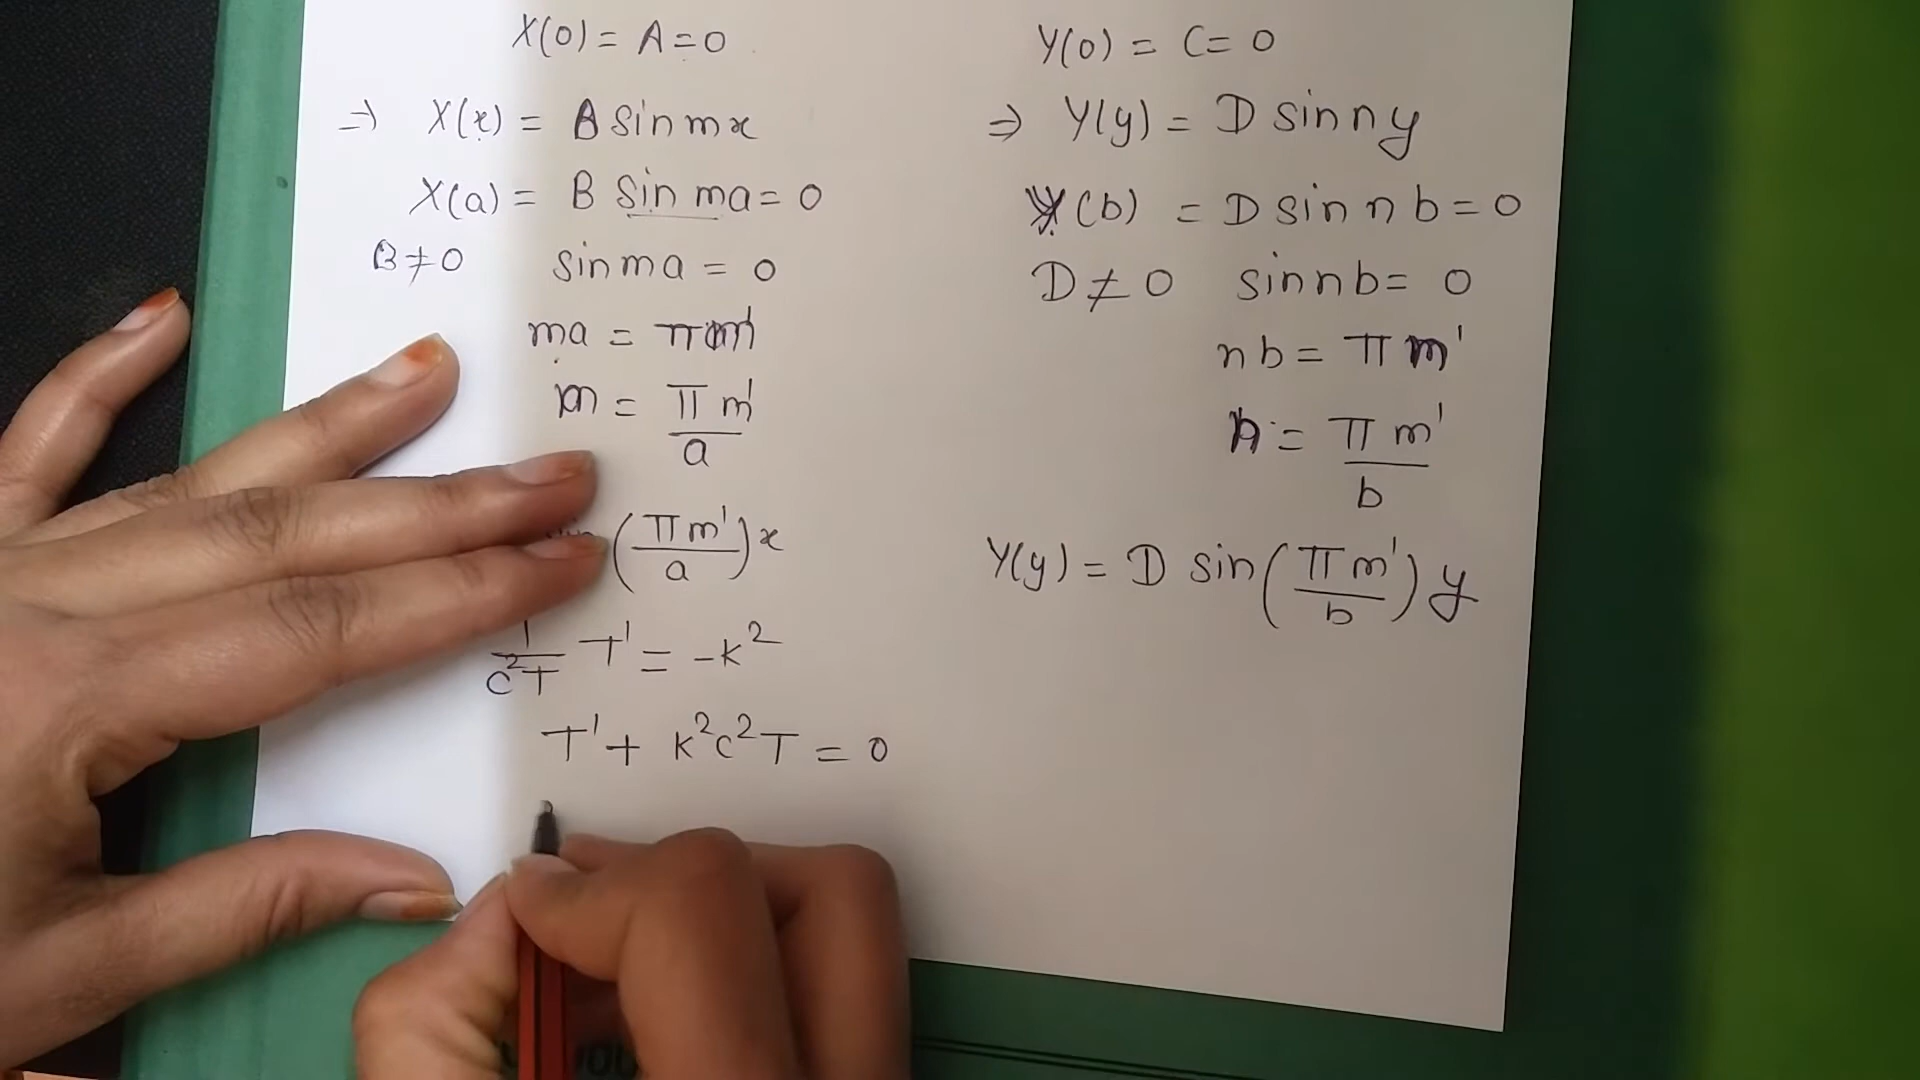 X(0) = A = 0
⇒ X(x) = B sin mx
X(a) = B sin ma = 0
B ≠ 0 sin ma = 0
ma = πm'
m = πm'/a
(πm'/a) x
1/(c²T) T' = -k²
T' + k²c²T = 0
Y(0) = C = 0
⇒ Y(y) = D sin ny
Y(b) = D sin nb = 0
D ≠ 0 sin nb = 0
nb = πm'
n = πm'/b
Y(y) = D sin (πm'/b) y